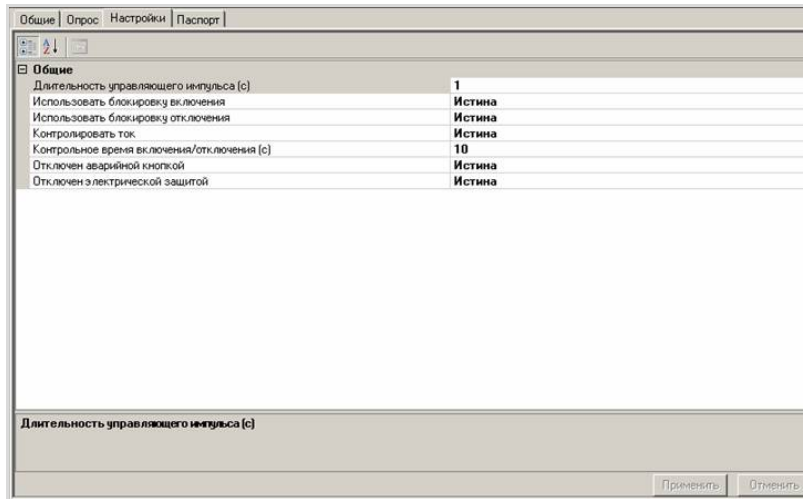 Общие Опрос Настройки Паспорт
Общие
Длительность управляющего импульса (с) 1
Использовать блокировку включения Истина
Использовать блокировку отключения Истина
Контролировать ток Истина
Контрольное время включения/отключения (с) 10
Отключен аварийной кнопкой Истина
Отключен электрической защитой Истина
Длительность управляющего импульса (с)
Применить Отменить